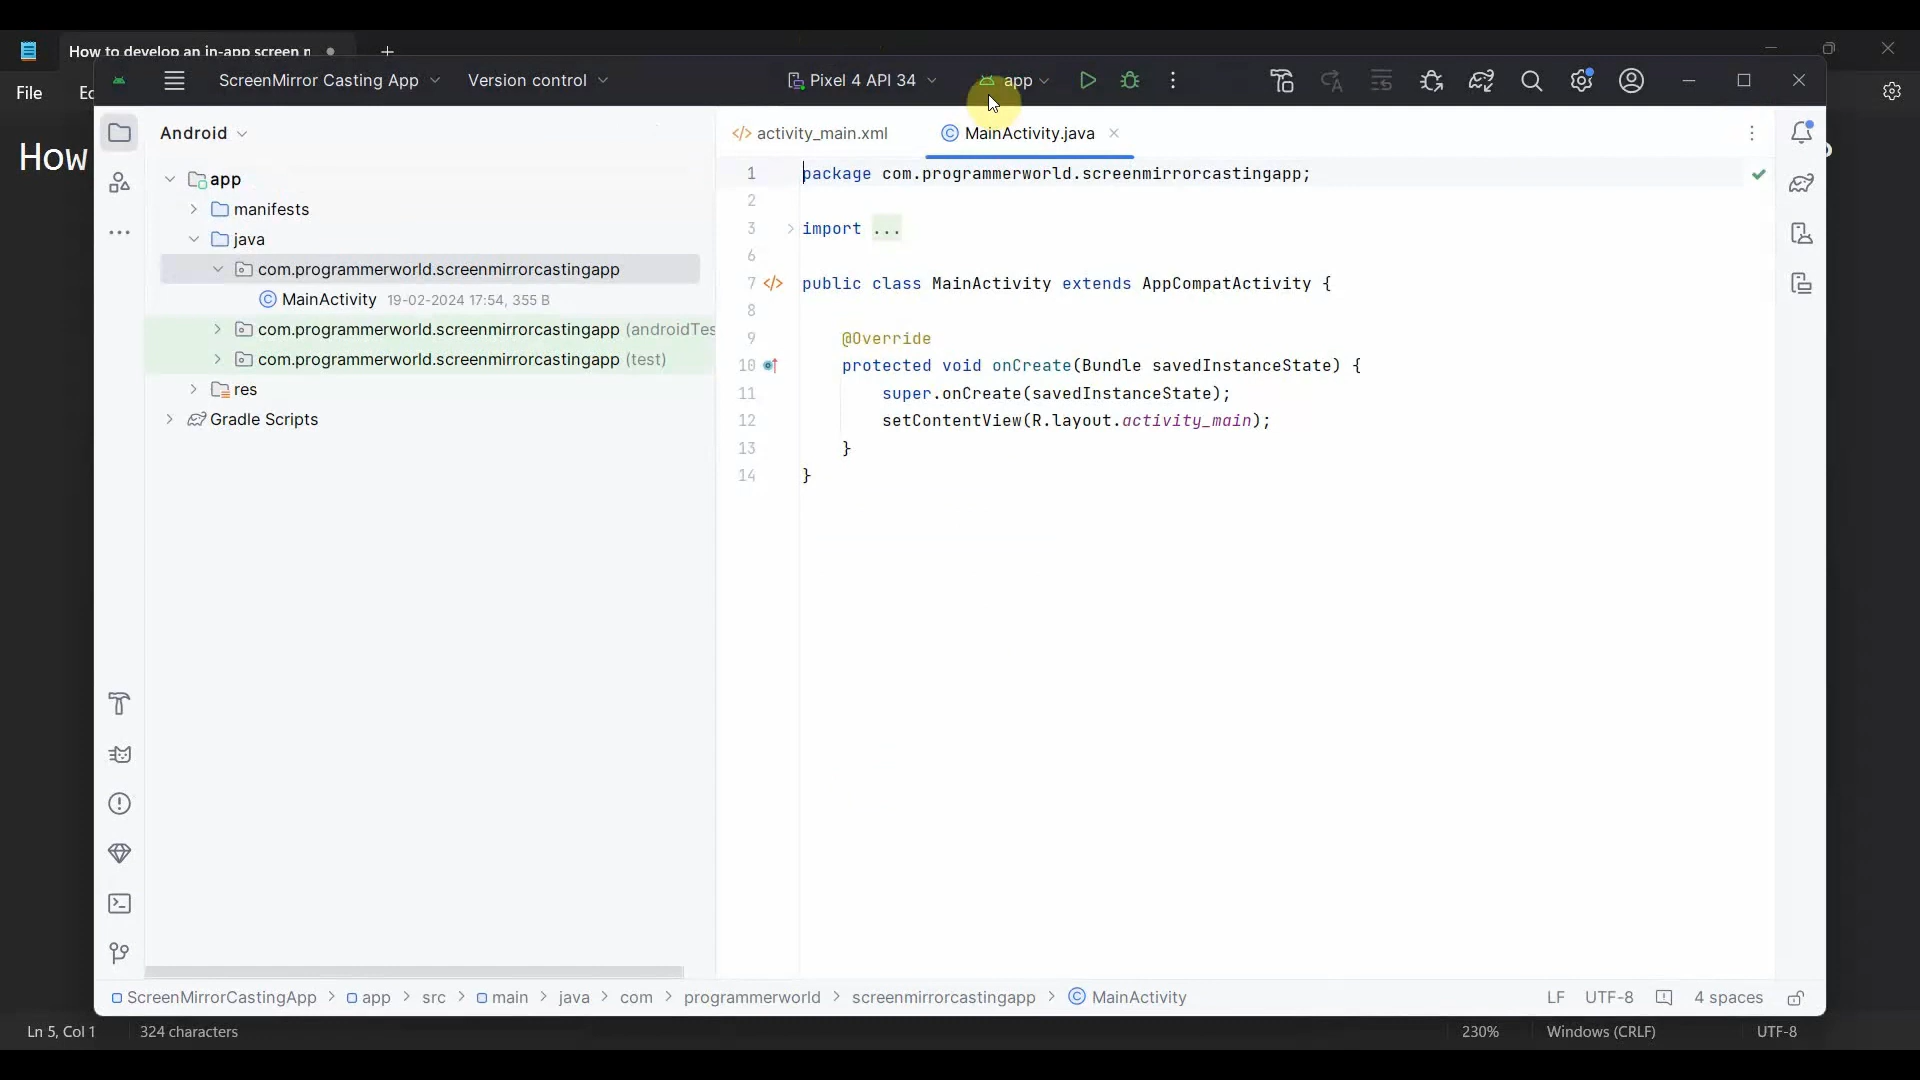 How to develop an in-app screen
File
How
ScreenMirror Casting App
Version control
Pixel 4 API 34
app
Android
app
manifests
java
com.programmerworld.screenmirrorcastingapp
MainActivity 19-02-2024 17:54, 355 B
com.programmerworld.screenmirrorcastingapp (androidTes
com.programmerworld.screenmirrorcastingapp (test)
res
Gradle Scripts
activity_main.xml
MainActivity.java
1 package com.programmerworld.screenmirrorcastingapp;
2
3 import ...
6
7 public class MainActivity extends AppCompatActivity {
8
9 @Override
10 protected void onCreate(Bundle savedInstanceState) {
11 super.onCreate(savedInstanceState);
12 setContentView(R.layout.activity_main);
13 }
14 }
ScreenMirrorCastingApp > app > src > main > java > com > programmerworld > screenmirrorcastingapp > MainActivity
LF UTF-8 4 spaces
Ln 5, Col 1 324 characters 230% Windows (CRLF) UTF-8